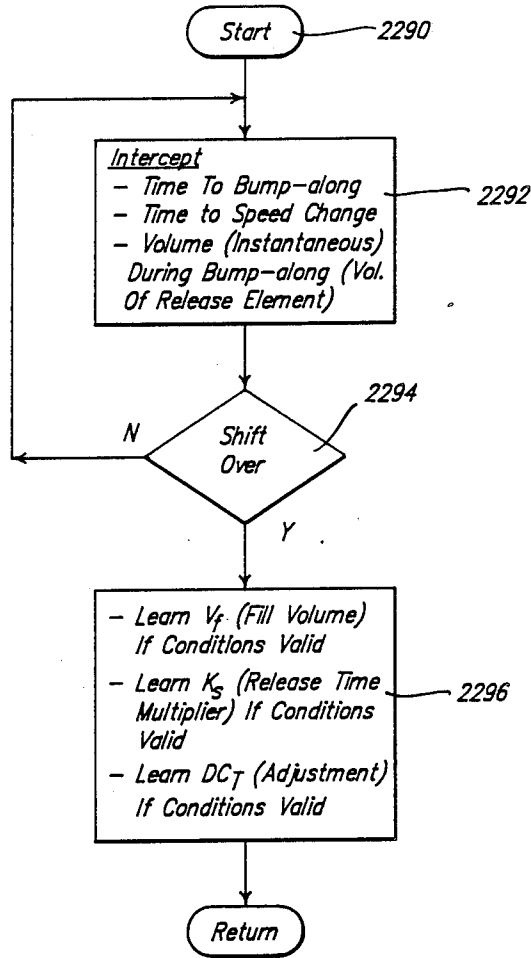 Start
2290
Intercept
– Time To Bump-along
– Time to Speed Change
– Volume (Instantaneous)
During Bump-along (Vol.
Of Release Element)
2292
2294
N
Shift
Over
Y
– Learn Vf (Fill Volume)
If Conditions Valid
– Learn Ks (Release Time
Multiplier) If Conditions
Valid
– Learn DCT (Adjustment)
If Conditions Valid
2296
Return